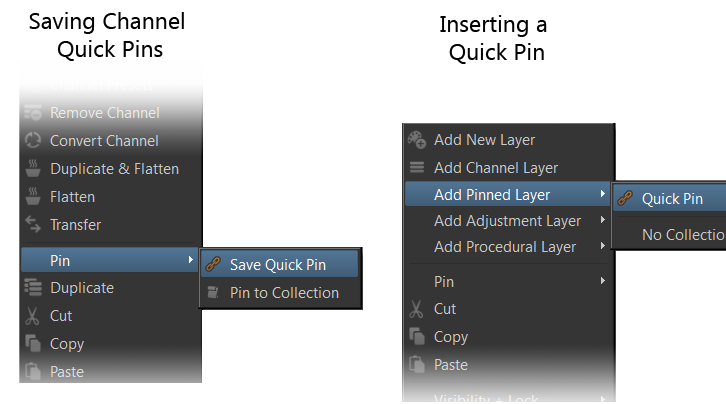 Saving Channel
Quick Pins
Remove Channel
Convert Channel
Duplicate & Flatten
Flatten
Transfer
Pin
Save Quick Pin
Pin to Collection
Duplicate
Cut
Copy
Paste
Inserting a
Quick Pin
Add New Layer
Add Channel Layer
Add Pinned Layer
Quick Pin
No Collectio
Add Adjustment Layer
Add Procedural Layer
Pin
Cut
Copy
Paste
Visibility + Lock